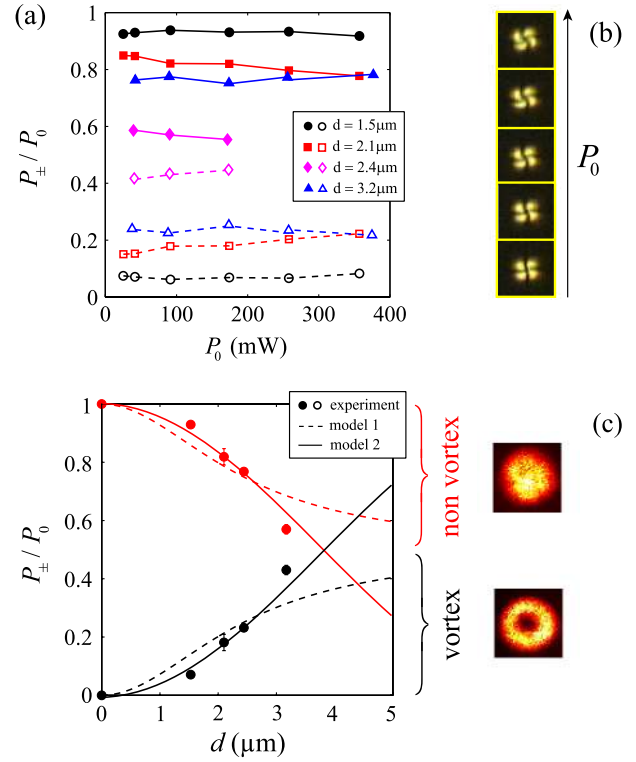 (a)
1
0.8
0.6
0.4
0.2
0
P± / P0
d = 1.5μm
d = 2.1μm
d = 2.4μm
d = 3.2μm
0 100 200 300 400
P0 (mW)
(b)
P0
1
0.8
0.6
0.4
0.2
0
P± / P0
experiment
model 1
model 2
0 1 2 3 4 5
d (μm)
non vortex
vortex
(c)